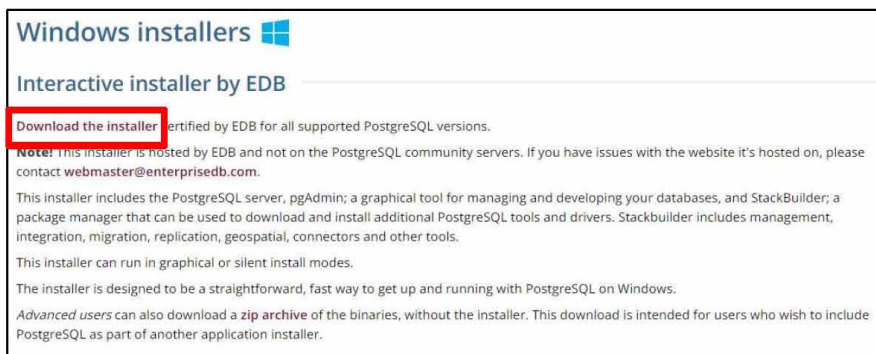 Windows installers
Interactive installer by EDB
Download the installer ertified by EDB for all supported PostgreSQL versions.
Note! This installer is hosted by EDB and not on the PostgreSQL community servers. If you have issues with the website it's hosted on, please
contact webmaster@enterprisedb.com.
This installer includes the PostgreSQL server, pgAdmin; a graphical tool for managing and developing your databases, and StackBuilder; a
package manager that can be used to download and install additional PostgreSQL tools and drivers. Stackbuilder includes management,
integration, migration, replication, geospatial, connectors and other tools.
This installer can run in graphical or silent install modes.
The installer is designed to be a straightforward, fast way to get up and running with PostgreSQL on Windows.
Advanced users can also download a zip archive of the binaries, without the installer. This download is intended for users who wish to include
PostgreSQL as part of another application installer.